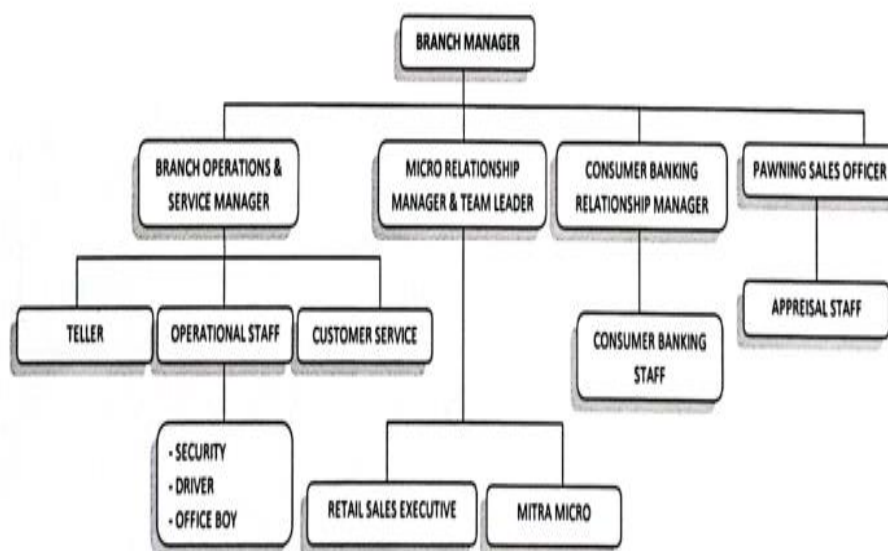 BRANCH MANAGER
BRANCH OPERATIONS &
SERVICE MANAGER
MICRO RELATIONSHIP
MANAGER & TEAM LEADER
CONSUMER BANKING
RELATIONSHIP MANAGER
PAWNING SALES OFFICER
TELLER
OPERATIONAL STAFF
CUSTOMER SERVICE
CONSUMER BANKING
STAFF
APPREISAL STAFF
- SECURITY
- DRIVER
- OFFICE BOY
RETAIL SALES EXECUTIVE
MITRA MICRO